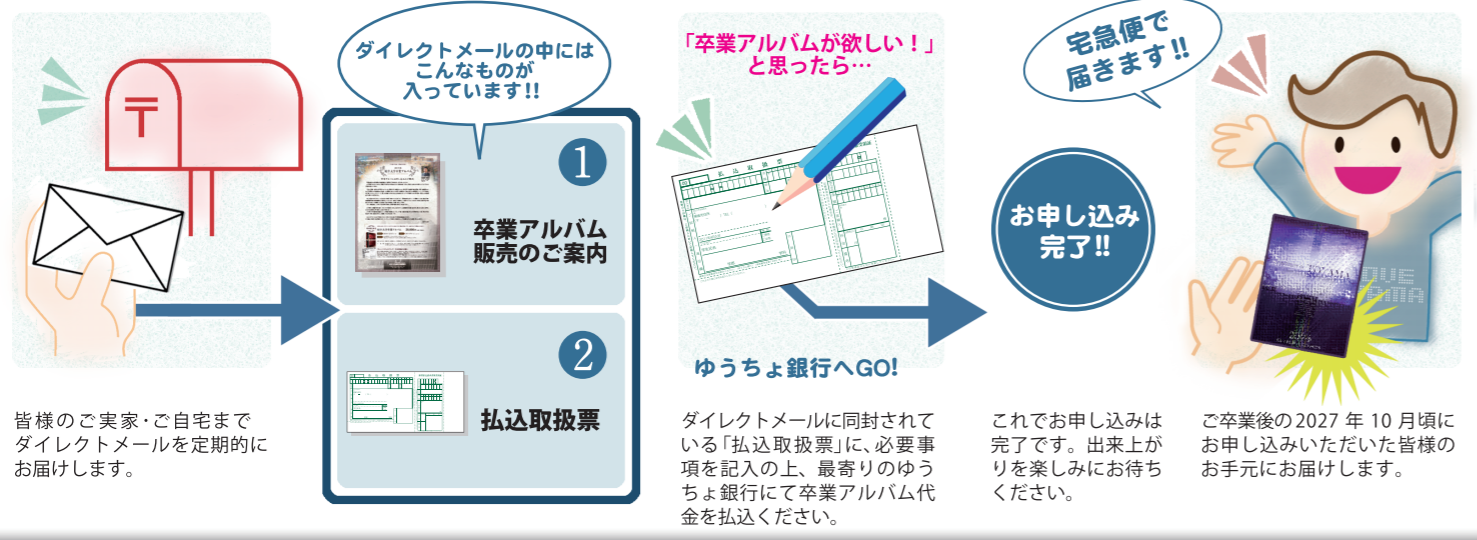 〒
皆様のご実家・ご自宅まで
ダイレクトメールを定期的に
お届けします。
ダイレクトメールの中には
こんなものが
入っています!!
1
卒業アルバム
販売のご案内
2
払込取扱票
「卒業アルバムが欲しい！」
と思ったら…
払込取扱票
ゆうちょ銀行へGO!
ダイレクトメールに同封されて
いる「払込取扱票」に、必要事
項を記入の上、最寄りのゆう
ちょ銀行にて卒業アルバム代
金を払込ください。
お申し込み
完了!!
これでお申し込みは
完了です。出来上が
りを楽しみにお待ち
ください。
宅急便で
届きます!!
ご卒業後の2027 年 10 月頃に
お申し込みいただいた皆様の
お手元にお届けします。